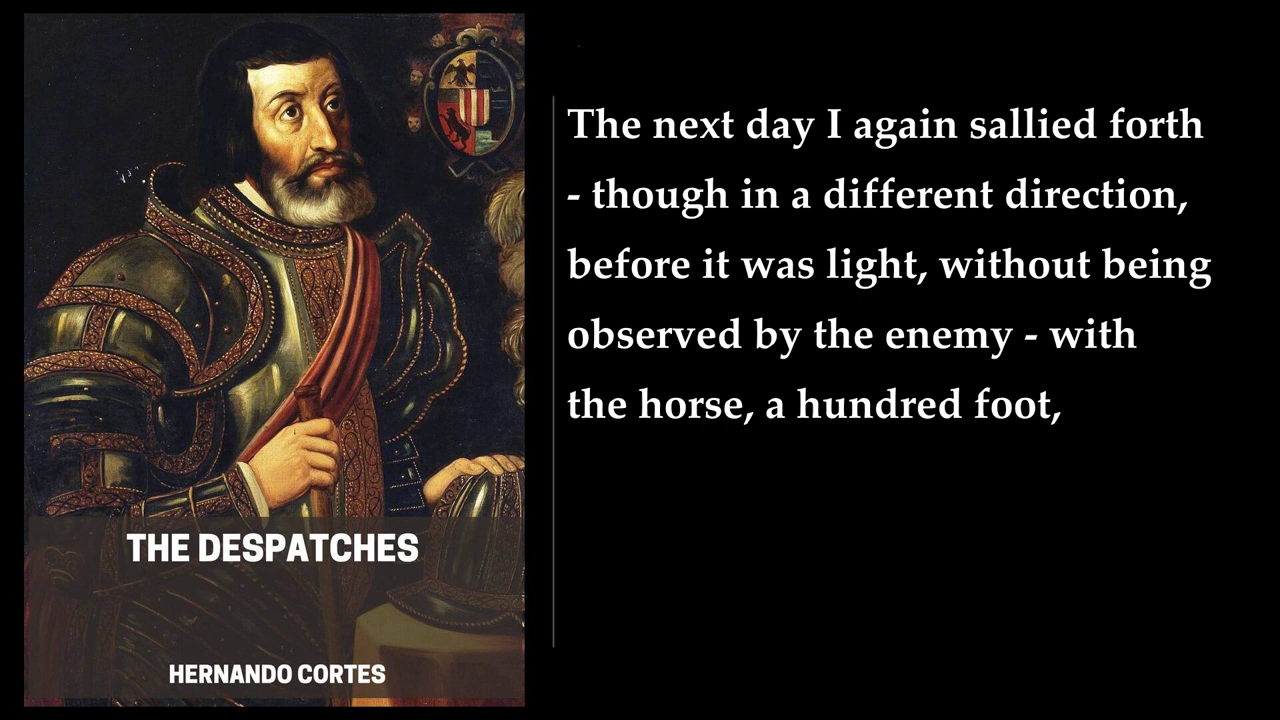 THE DESPATCHES
HERNANDO CORTES
The next day I again sallied forth
- though in a different direction,
before it was light, without being
observed by the enemy - with
the horse, a hundred foot,